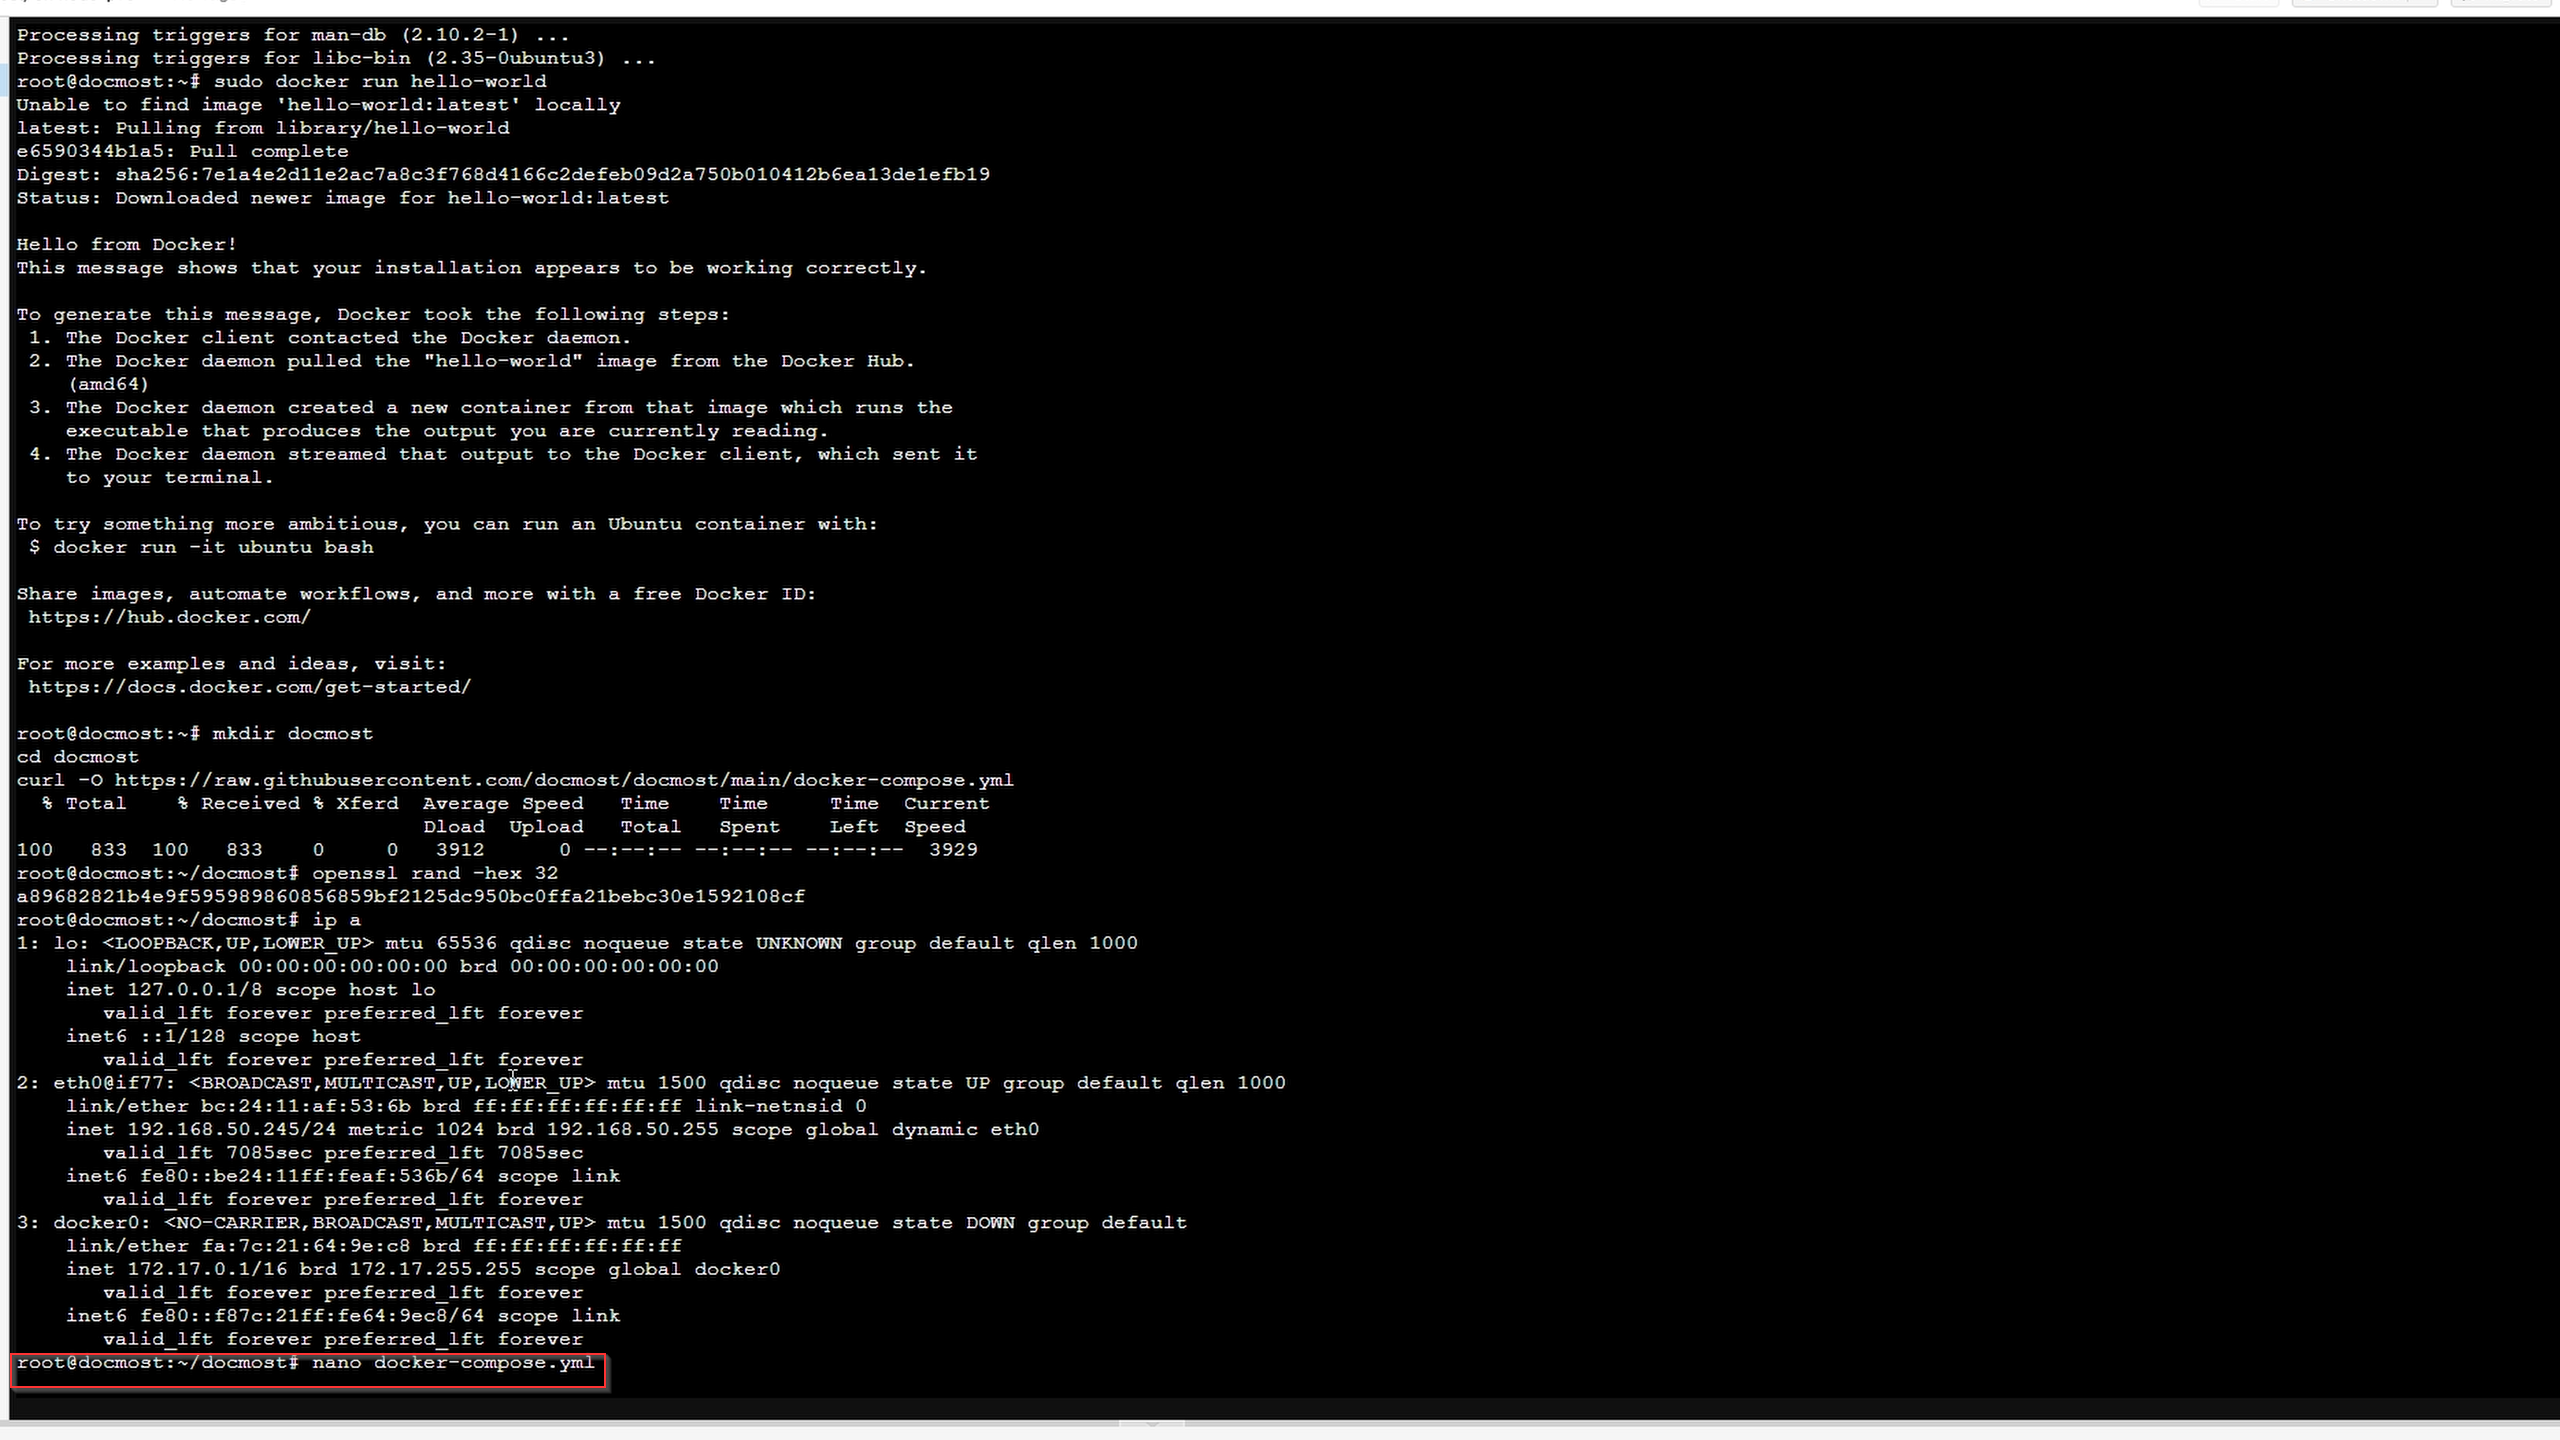 Processing triggers for man-db (2.10.2-1) ...
Processing triggers for libc-bin (2.35-0ubuntu3) ...
root@docmost:~# sudo docker run hello-world
Unable to find image 'hello-world:latest' locally
latest: Pulling from library/hello-world
e6590344b1a5: Pull complete
Digest: sha256:7e1a4e2d11e2ac7a8c3f768d4166c2defeb09d2a750b010412b6ea13de1efb19
Status: Downloaded newer image for hello-world:latest

Hello from Docker!
This message shows that your installation appears to be working correctly.

To generate this message, Docker took the following steps:
 1. The Docker client contacted the Docker daemon.
 2. The Docker daemon pulled the "hello-world" image from the Docker Hub.
    (amd64)
 3. The Docker daemon created a new container from that image which runs the
    executable that produces the output you are currently reading.
 4. The Docker daemon streamed that output to the Docker client, which sent it
    to your terminal.

To try something more ambitious, you can run an Ubuntu container with:
 $ docker run -it ubuntu bash

Share images, automate workflows, and more with a free Docker ID:
 https://hub.docker.com/

For more examples and ideas, visit:
 https://docs.docker.com/get-started/

root@docmost:~# mkdir docmost
cd docmost
curl -O https://raw.githubusercontent.com/docmost/docmost/main/docker-compose.yml
  % Total    % Received % Xferd  Average Speed   Time    Time     Time  Current
                                 Dload  Upload   Total   Spent    Left  Speed
100   833  100   833    0     0   3912      0 --:--:-- --:--:-- --:--:--  3929
root@docmost:~/docmost# openssl rand -hex 32
a89682821b4e9f595989860856859bf2125dc950bc0ffa21bebc30e1592108cf
root@docmost:~/docmost# ip a
1: lo: <LOOPBACK,UP,LOWER_UP> mtu 65536 qdisc noqueue state UNKNOWN group default qlen 1000
    link/loopback 00:00:00:00:00:00 brd 00:00:00:00:00:00
    inet 127.0.0.1/8 scope host lo
       valid_lft forever preferred_lft forever
    inet6 ::1/128 scope host
       valid_lft forever preferred_lft forever
2: eth0@if77: <BROADCAST,MULTICAST,UP,LOWER_UP> mtu 1500 qdisc noqueue state UP group default qlen 1000
    link/ether bc:24:11:af:53:6b brd ff:ff:ff:ff:ff:ff link-netnsid 0
    inet 192.168.50.245/24 metric 1024 brd 192.168.50.255 scope global dynamic eth0
       valid_lft 7085sec preferred_lft 7085sec
    inet6 fe80::be24:11ff:feaf:536b/64 scope link
       valid_lft forever preferred_lft forever
3: docker0: <NO-CARRIER,BROADCAST,MULTICAST,UP> mtu 1500 qdisc noqueue state DOWN group default
    link/ether fa:7c:21:64:9e:c8 brd ff:ff:ff:ff:ff:ff
    inet 172.17.0.1/16 brd 172.17.255.255 scope global docker0
       valid_lft forever preferred_lft forever
    inet6 fe80::f87c:21ff:fe64:9ec8/64 scope link
       valid_lft forever preferred_lft forever
root@docmost:~/docmost# nano docker-compose.yml